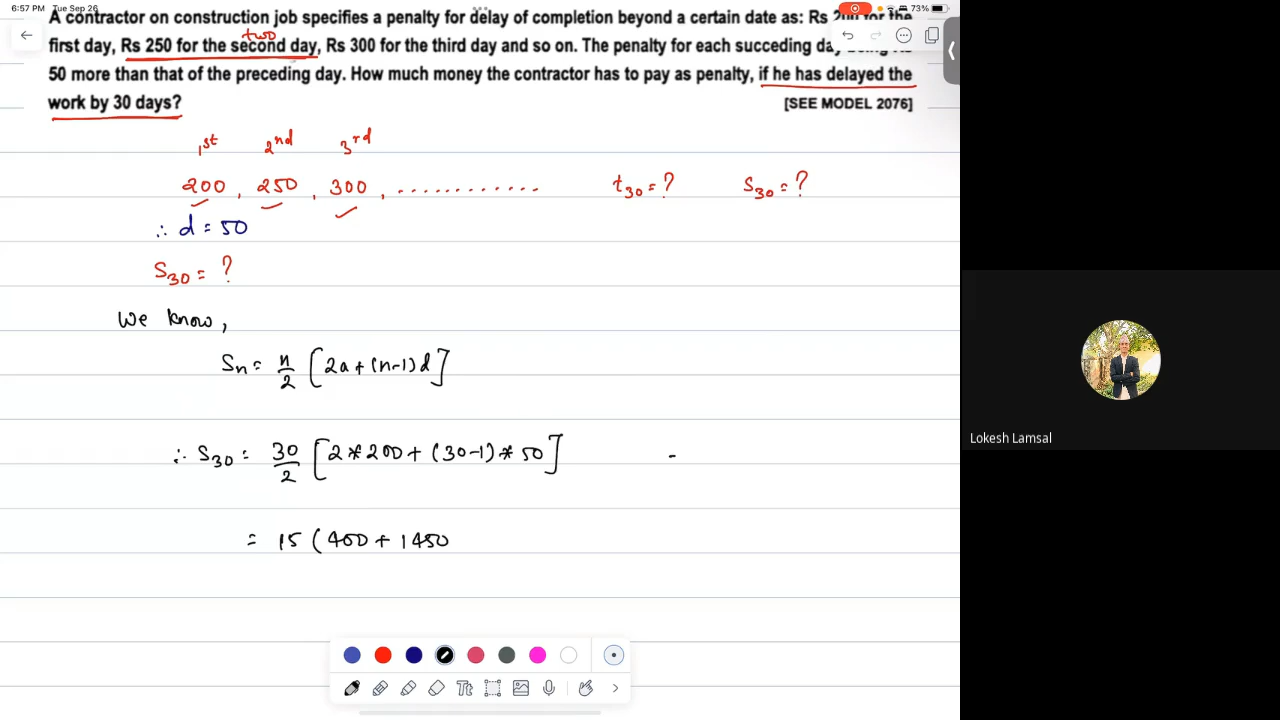 6:57 PM Tue Sep 26
73%
A contractor on construction job specifies a penalty for delay of completion beyond a certain date as: Rs 200 for the
two
first day, Rs 250 for the second day, Rs 300 for the third day and so on. The penalty for each succeding day
50 more than that of the preceding day. How much money the contractor has to pay as penalty, if he has delayed the
work by 30 days? [SEE MODEL 2076]
1st 2nd 3rd
200, 250, 300, ............ t30 = ? S30 = ?
∴ d = 50
S30 = ?
We know,
Sn = n/2 [2a + (n-1)d]
∴ S30 = 30/2 [2*200 + (30-1)*50] =
= 15 (400 + 1450
Tt
Lokesh Lamsal